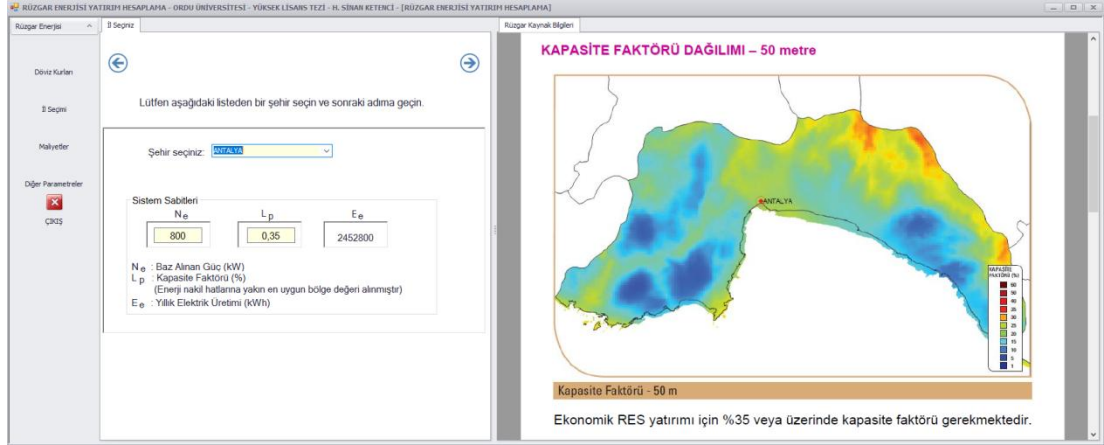 RÜZGAR ENERJİSİ YATIRIM HESAPLAMA - ORDU ÜNİVERSİTESİ - YÜKSEK LİSANS TEZİ - H. SİNAN KETENCİ - [RÜZGAR ENERJİSİ YATIRIM HESAPLAMA]
Rüzgar Enerjisi
Döviz Kurları
İl Seçimi
Maliyetler
Diğer Parametreler
ÇIKIŞ
İl Seçiniz
Lütfen aşağıdaki listeden bir şehir seçin ve sonraki adıma geçin.
Şehir seçiniz: ANTALYA
Sistem Sabitleri
Ne Lp Ee
800 0,35 2452800
Ne : Baz Alınan Güç (kW)
Lp : Kapasite Faktörü (%)
(Enerji nakil hatlarına yakın en uygun bölge değeri alınmıştır)
Ee : Yıllık Elektrik Üretimi (kWh)
Rüzgar Kaynak Bilgileri
KAPASİTE FAKTÖRÜ DAĞILIMI – 50 metre
ANTALYA
KAPASİTE
FAKTÖRÜ (%)
60
50
40
35
30
25
20
15
10
5
1
Kapasite Faktörü - 50 m
Ekonomik RES yatırımı için %35 veya üzerinde kapasite faktörü gerekmektedir.